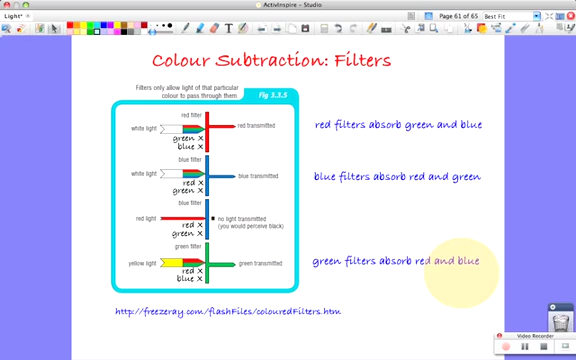 ActivInspire – Studio
Light*
Page 61 of 65
Best Fit
Colour Subtraction: Filters
Filters only allow light of that particular
colour to pass through them
Fig 3.3.5
red filter
white light
red transmitted
green X
blue X
red filters absorb green and blue
blue filter
white light
blue transmitted
red X
green X
blue filters absorb red and green
blue filter
red light
no light transmitted
(you would perceive black)
red X
green X
green filter
yellow light
green transmitted
red X
blue X
green filters absorb red and blue
http://freezeray.com/flashFiles/colouredFilters.htm
Video Recorder